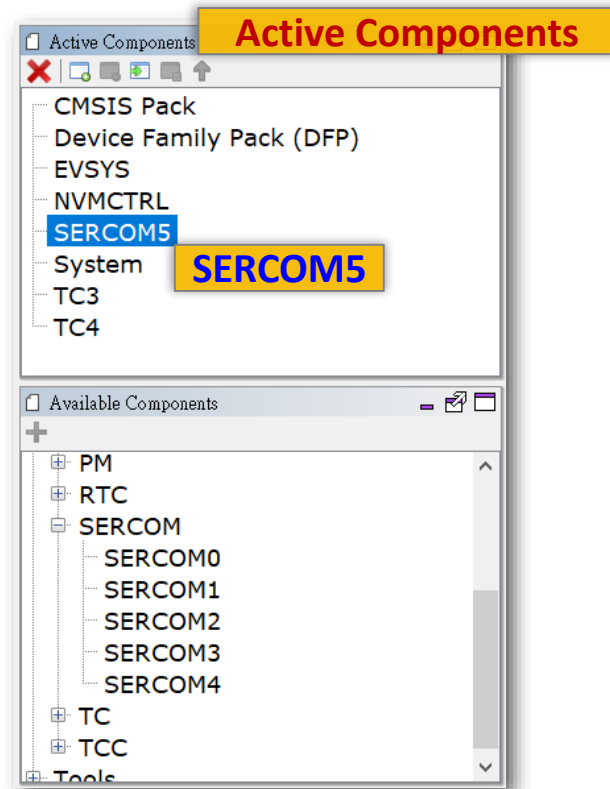 Active Components
Active Components
CMSIS Pack
Device Family Pack (DFP)
EVSYS
NVMCTRL
SERCOM5
System
SERCOM5
TC3
TC4
Available Components
PM
RTC
SERCOM
SERCOM0
SERCOM1
SERCOM2
SERCOM3
SERCOM4
TC
TCC
Tools